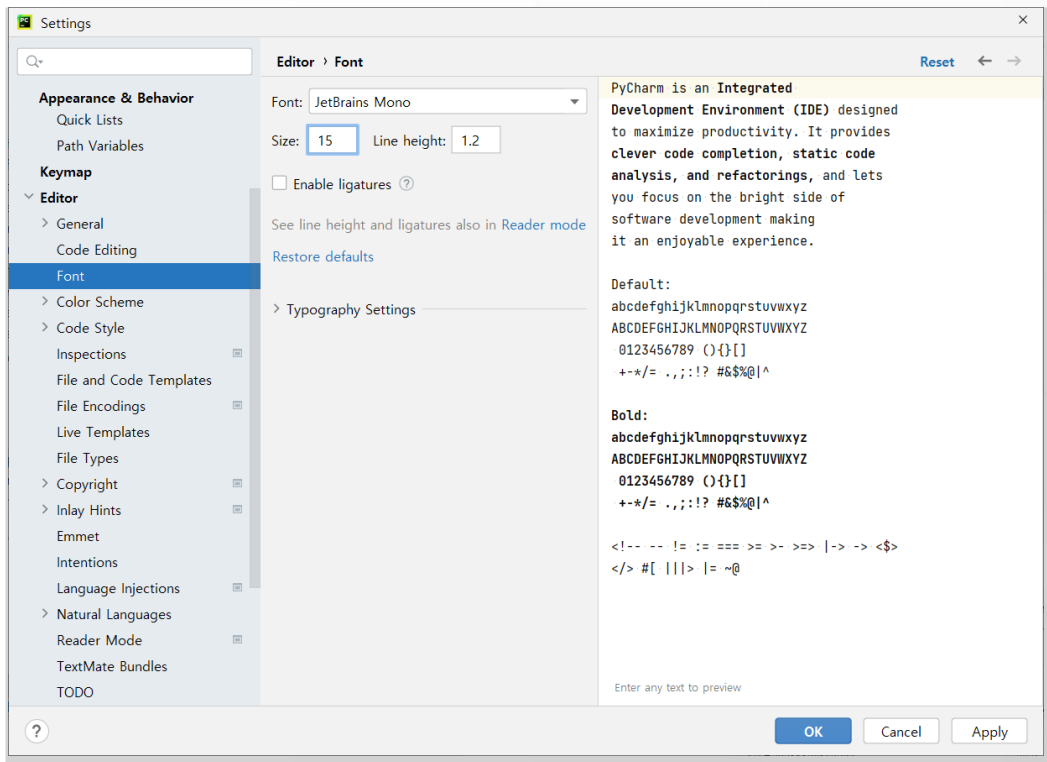 PC
Settings
Appearance & Behavior
Quick Lists
Path Variables
Keymap
Editor
General
Code Editing
Font
Color Scheme
Code Style
Inspections
File and Code Templates
File Encodings
Live Templates
File Types
Copyright
Inlay Hints
Emmet
Intentions
Language Injections
Natural Languages
Reader Mode
TextMate Bundles
TODO
Editor › Font
Reset
Font: JetBrains Mono
Size: 15 Line height: 1.2
Enable ligatures ?
See line height and ligatures also in Reader mode
Restore defaults
Typography Settings
PyCharm is an Integrated
Development Environment (IDE) designed
to maximize productivity. It provides
clever code completion, static code
analysis, and refactorings, and lets
you focus on the bright side of
software development making
it an enjoyable experience.
Default:
abcdefghijklmnopqrstuvwxyz
ABCDEFGHIJKLMNOPQRSTUVWXYZ
0123456789 (){}[]
+-*/= .,;:!? #&$%@|^
Bold:
abcdefghijklmnopqrstuvwxyz
ABCDEFGHIJKLMNOPQRSTUVWXYZ
0123456789 (){}[]
+-*/= .,;:!? #&$%@|^
<!-- -- != := === >= >- >=> |-> -> <$>
</> #[ |||> |= ~@
Enter any text to preview
?
OK
Cancel
Apply